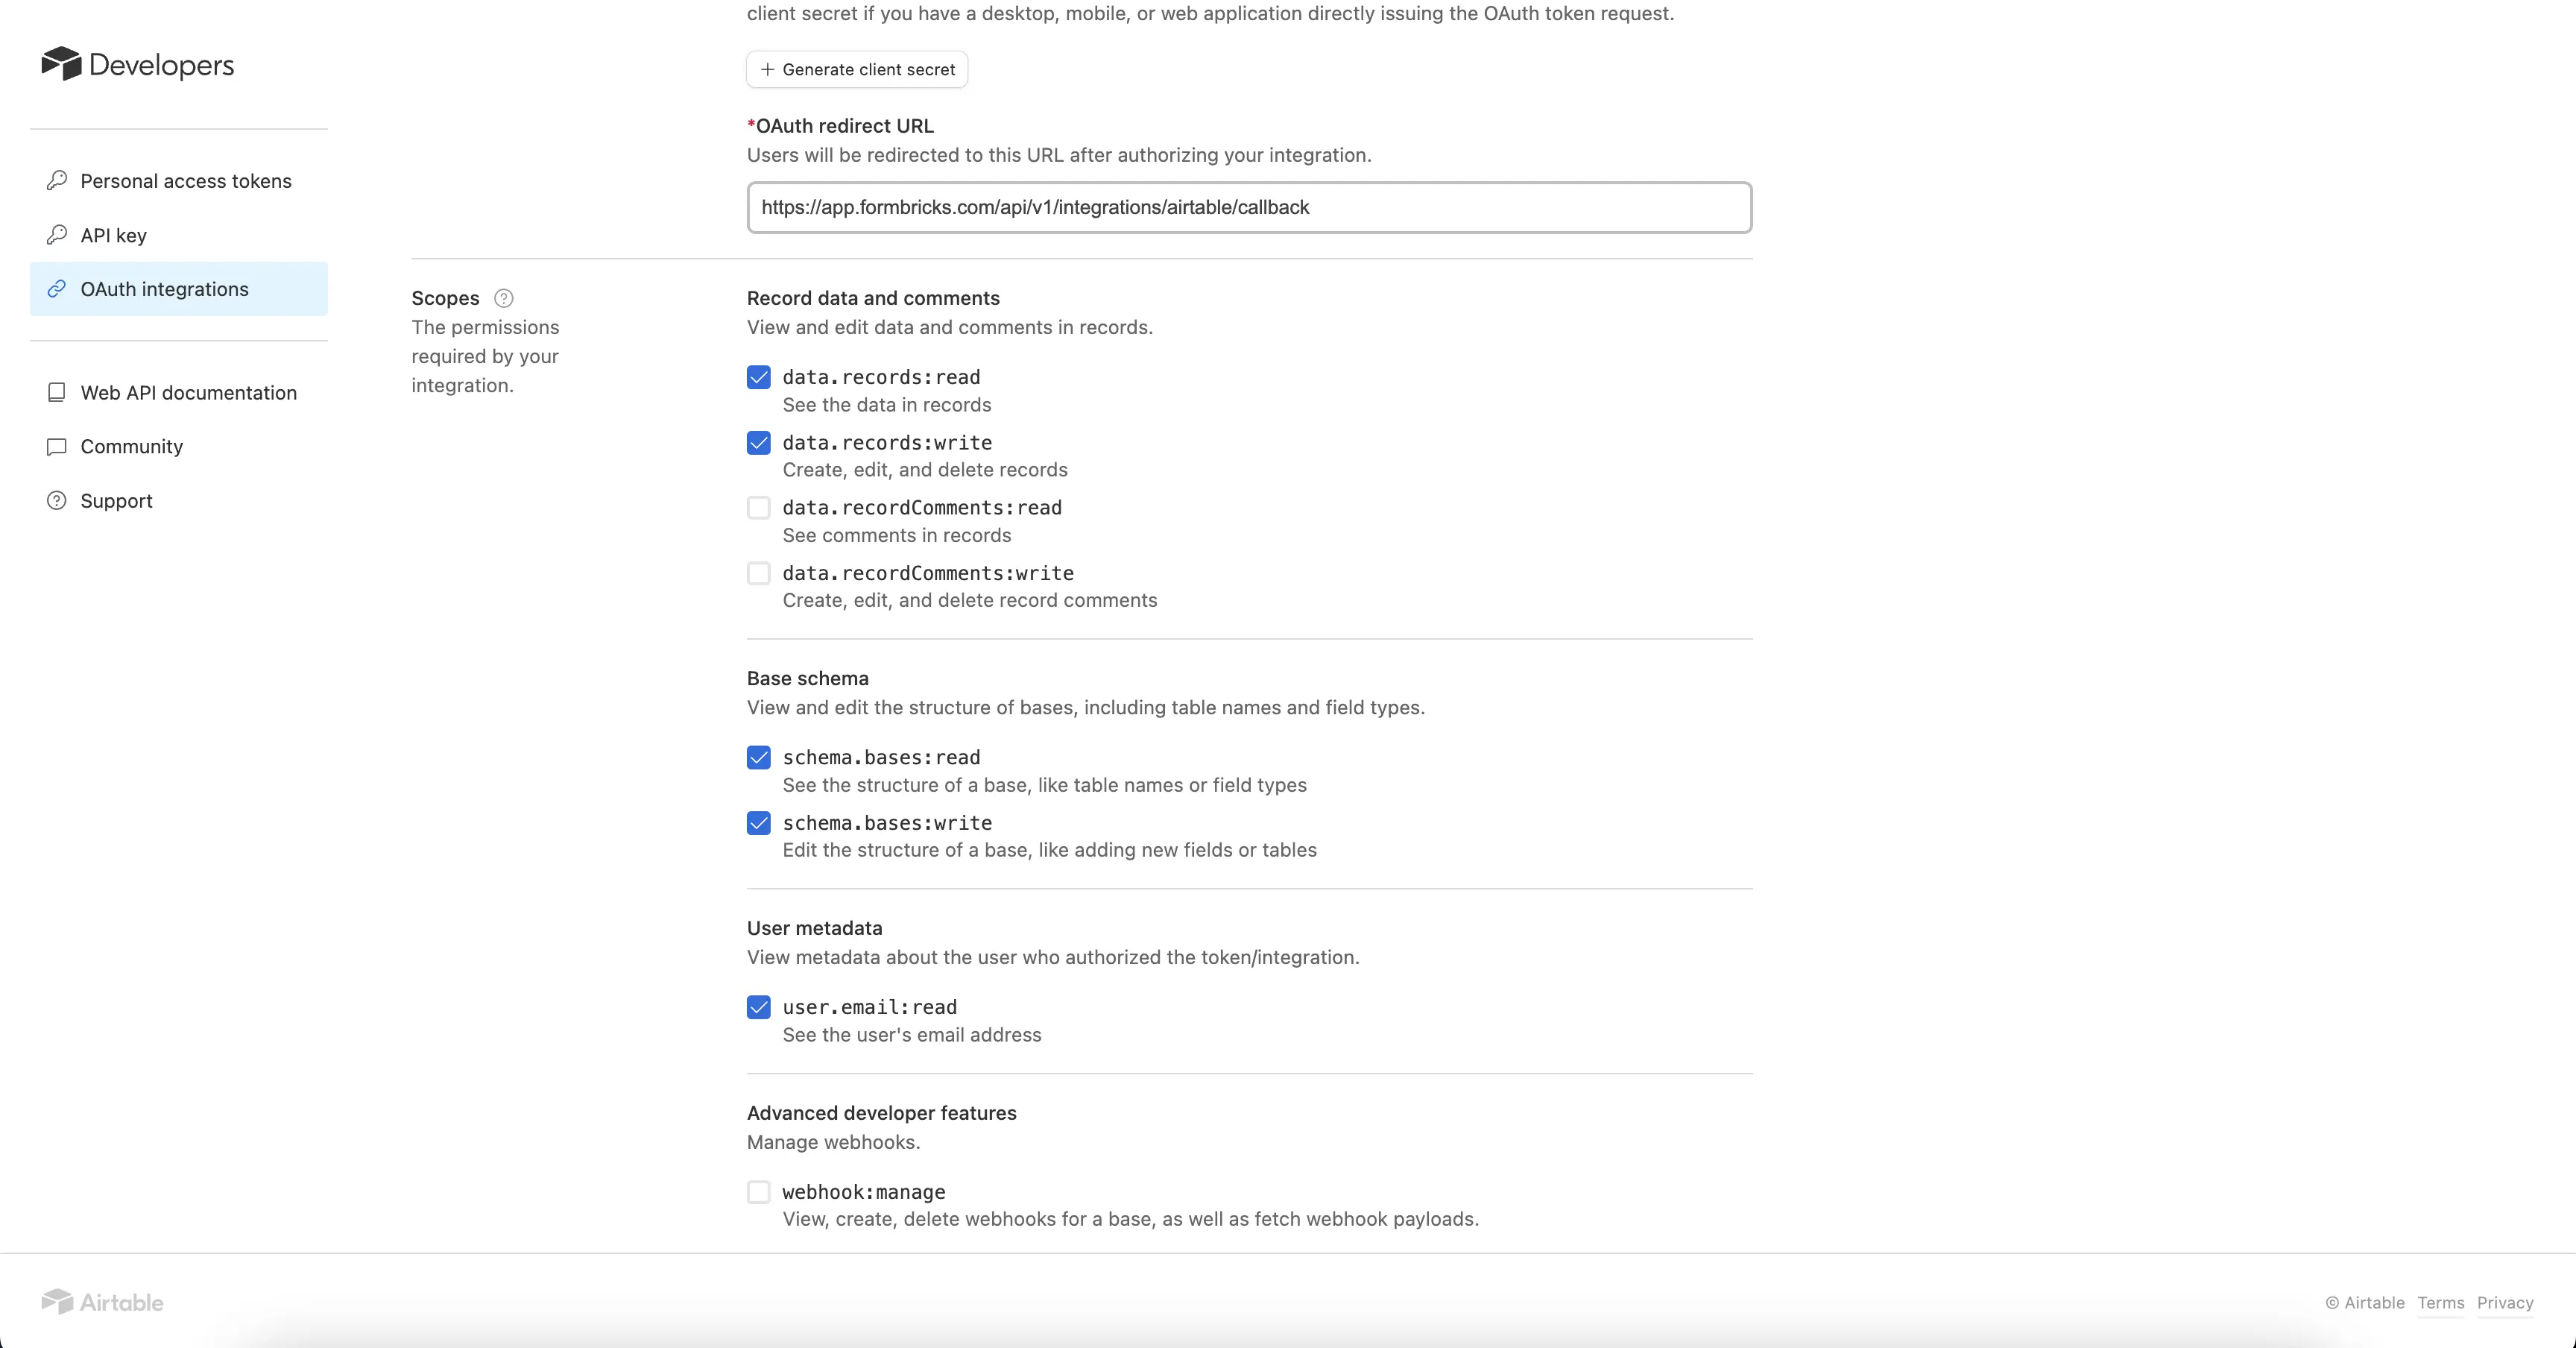 client secret if you have a desktop, mobile, or web application directly issuing the OAuth token request.
Developers
+ Generate client secret
*OAuth redirect URL
Users will be redirected to this URL after authorizing your integration.
https://app.formbricks.com/api/v1/integrations/airtable/callback
Personal access tokens
API key
OAuth integrations
Web API documentation
Community
Support
Scopes
The permissions
required by your
integration.
Record data and comments
View and edit data and comments in records.
data.records:read
See the data in records
data.records:write
Create, edit, and delete records
data.recordComments:read
See comments in records
data.recordComments:write
Create, edit, and delete record comments
Base schema
View and edit the structure of bases, including table names and field types.
schema.bases:read
See the structure of a base, like table names or field types
schema.bases:write
Edit the structure of a base, like adding new fields or tables
User metadata
View metadata about the user who authorized the token/integration.
user.email:read
See the user's email address
Advanced developer features
Manage webhooks.
webhook:manage
View, create, delete webhooks for a base, as well as fetch webhook payloads.
Airtable
© Airtable Terms Privacy